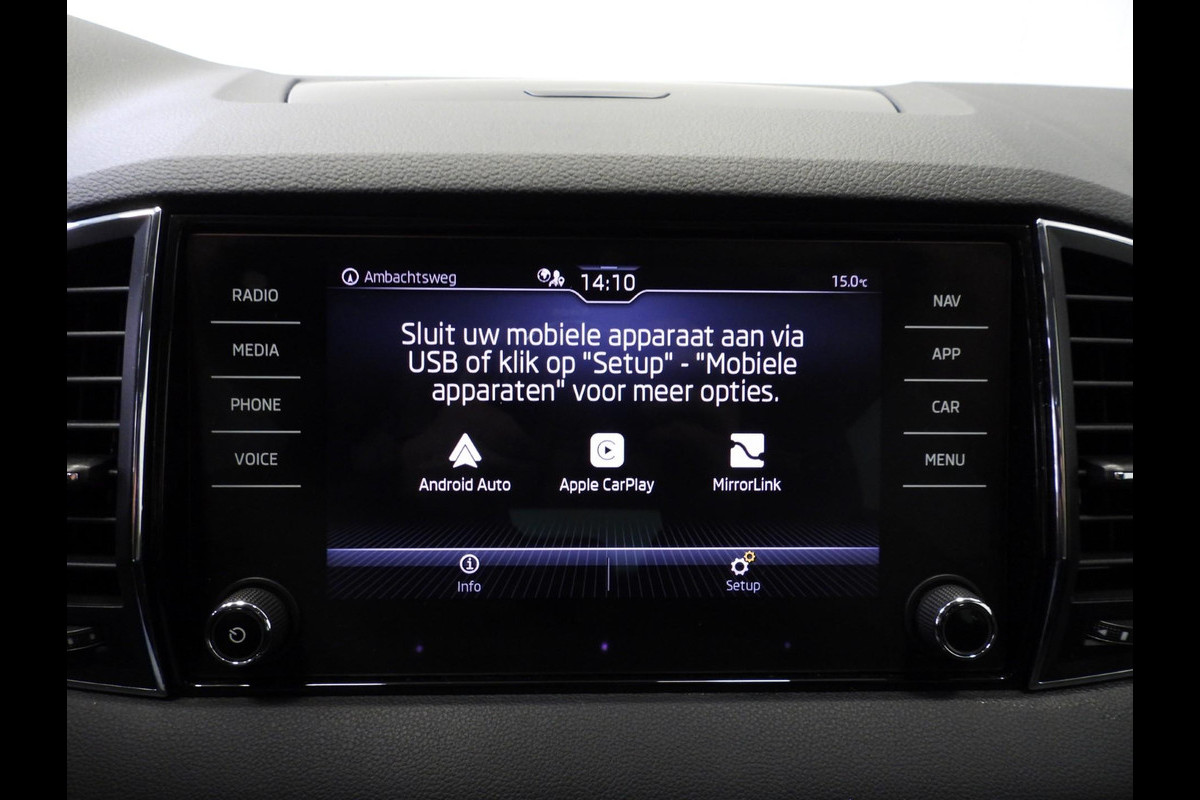 Ambachtsweg 14:10 15.0°C
RADIO
MEDIA
PHONE
VOICE
Sluit uw mobiele apparaat aan via
USB of klik op "Setup" - "Mobiele
apparaten" voor meer opties.
Android Auto Apple CarPlay MirrorLink
Info Setup
NAV
APP
CAR
MENU